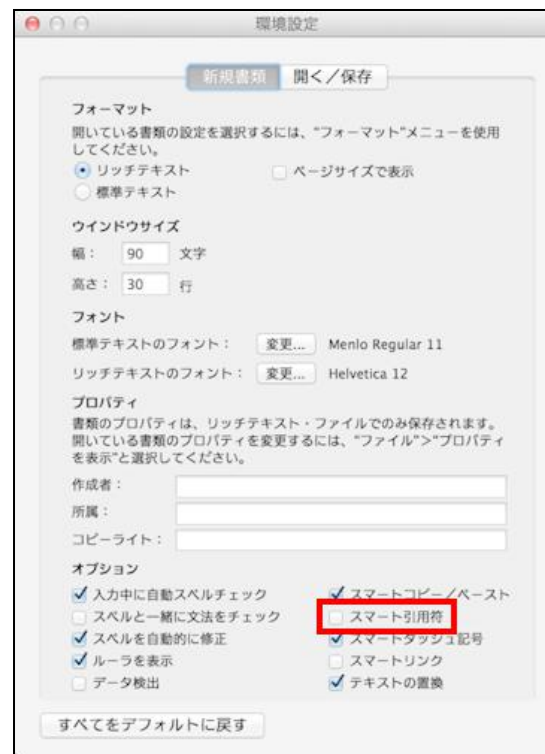 環境設定
新規書類 開く／保存
フォーマット
開いている書類の設定を選択するには、“フォーマット”メニューを使用
してください。
リッチテキスト ページサイズで表示
標準テキスト
ウインドウサイズ
幅： 90 文字
高さ： 30 行
フォント
標準テキストのフォント： 変更... Menlo Regular 11
リッチテキストのフォント： 変更... Helvetica 12
プロパティ
書類のプロパティは、リッチテキスト・ファイルでのみ保存されます。
開いている書類のプロパティを変更するには、“ファイル”>“プロパティ
を表示”と選択してください。
作成者：
所属：
コピーライト：
オプション
入力中に自動スペルチェック スマートコピー／ペースト
スペルと一緒に文法をチェック スマート引用符
スペルを自動的に修正 スマートダッシュ記号
ルーラを表示 スマートリンク
データ検出 テキストの置換
すべてをデフォルトに戻す